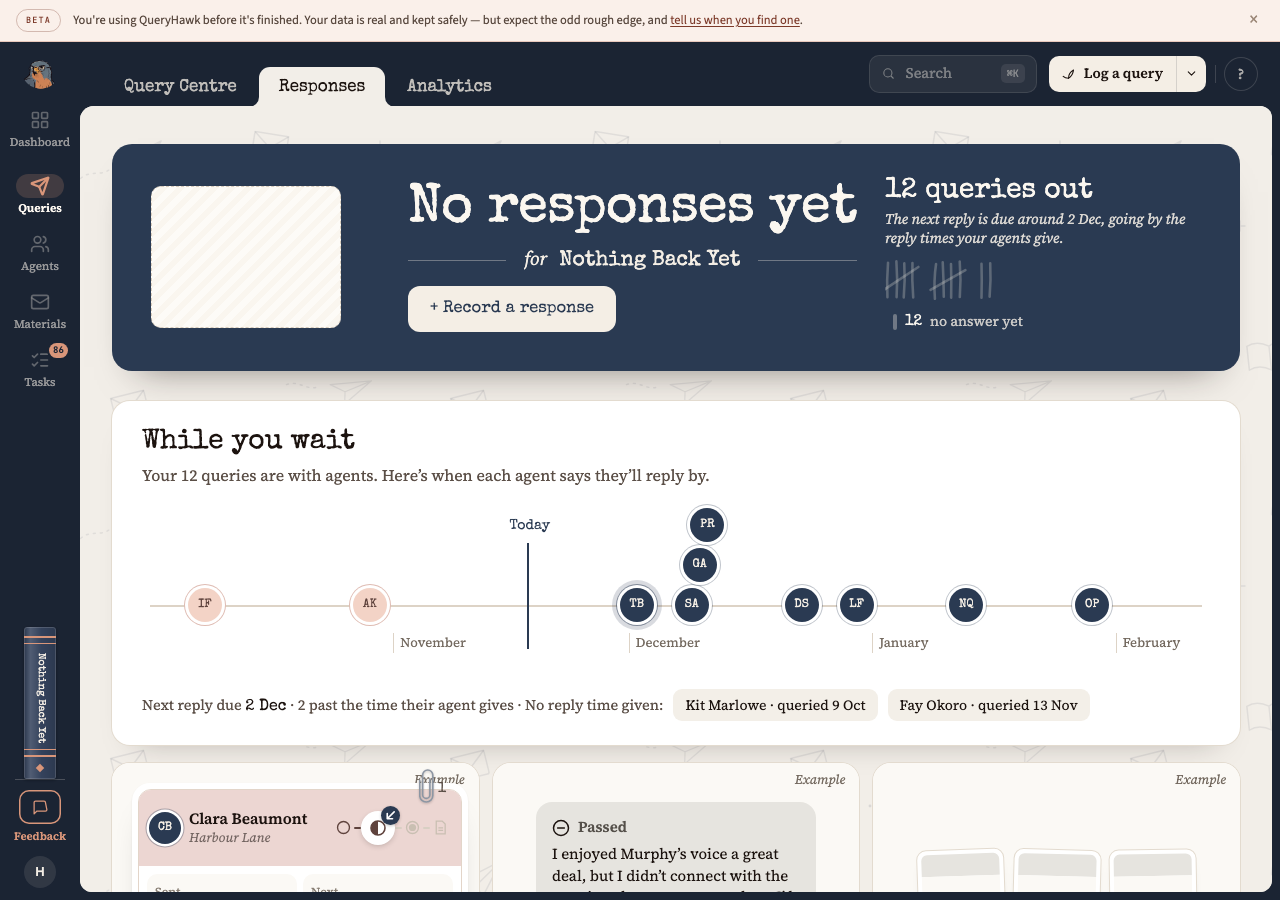 BETA
You're using QueryHawk before it's finished. Your data is real and kept safely — but expect the odd rough edge, and tell us when you find one.
×
Query Centre
Responses
Analytics
Search
⌘K
Log a query
?
Dashboard
Queries
Agents
Materials
86
Tasks
Nothing Back Yet
Feedback
H
No responses yet
for Nothing Back Yet
+ Record a response
12 queries out
The next reply is due around 2 Dec, going by the
reply times your agents give.
12 no answer yet
While you wait
Your 12 queries are with agents. Here’s when each agent says they’ll reply by.
Today
PR
GA
IF
AK
TB
SA
DS
LF
NQ
OP
November
December
January
February
Next reply due 2 Dec · 2 past the time their agent gives · No reply time given:
Kit Marlowe · queried 9 Oct
Fay Okoro · queried 13 Nov
Example
1
CB
Clara Beaumont
Harbour Lane
Sent
Next
Example
Passed
I enjoyed Murphy’s voice a great
deal, but I didn’t connect with the
Example